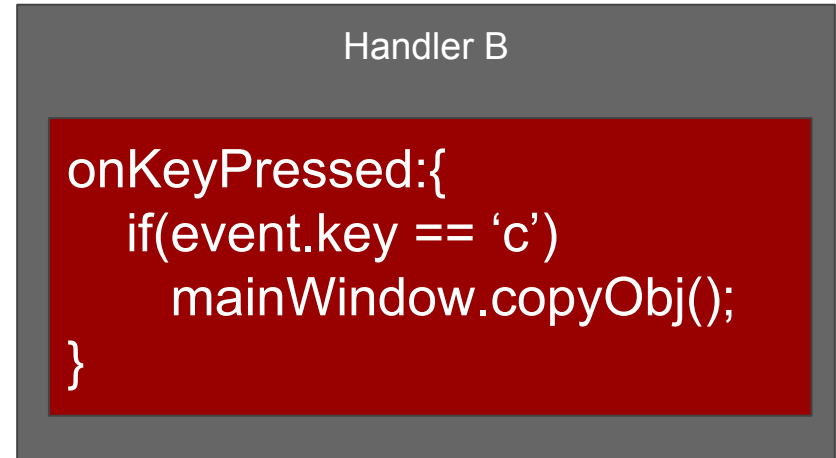 Handler B
onKeyPressed:{
if(event.key == ‘c’)
mainWindow.copyObj();
}